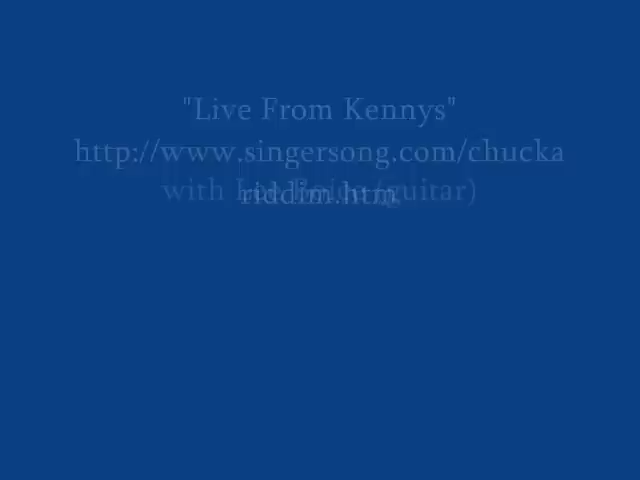 "Live From Kennys"
http://www.singersong.com/chucka
riddim.htm
with (guitar)